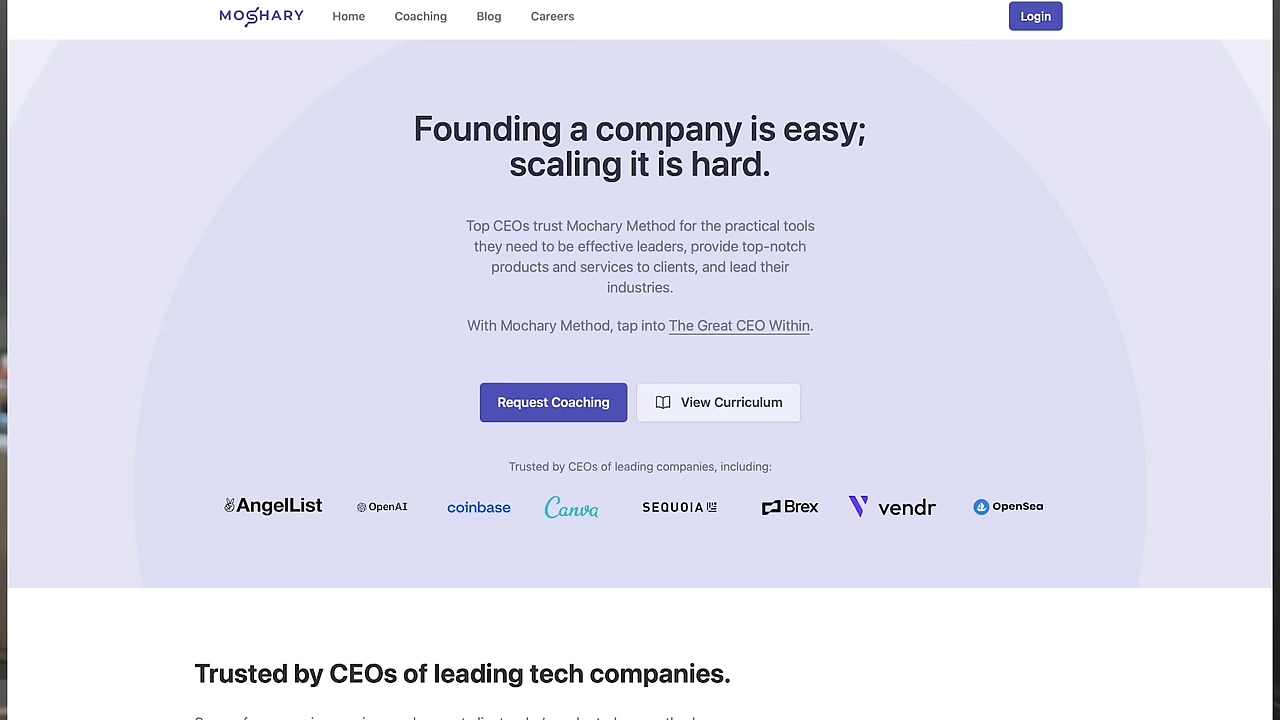 MOCHARY Home Coaching Blog Careers Login
Founding a company is easy;
scaling it is hard.
Top CEOs trust Mochary Method for the practical tools
they need to be effective leaders, provide top-notch
products and services to clients, and lead their
industries.
With Mochary Method, tap into The Great CEO Within.
Request Coaching View Curriculum
Trusted by CEOs of leading companies, including:
AngelList OpenAI coinbase Canva SEQUOIA Brex vendr OpenSea
Trusted by CEOs of leading tech companies.